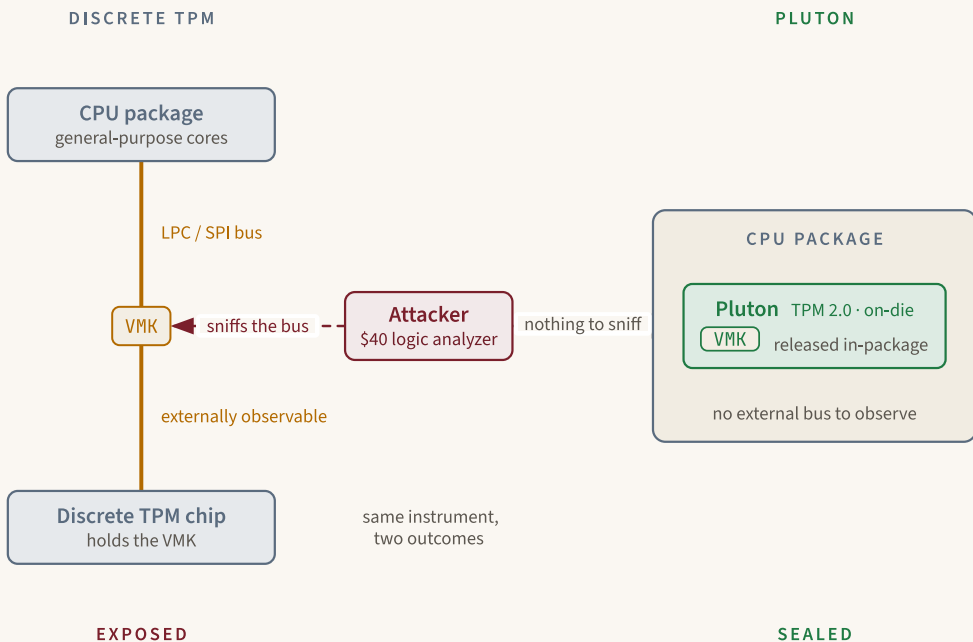 DISCRETE TPM
PLUTON
CPU package
general-purpose cores
LPC / SPI bus
VMK
sniffs the bus
Attacker
$40 logic analyzer
nothing to sniff
CPU PACKAGE
Pluton TPM 2.0 · on-die
VMK released in-package
no external bus to observe
externally observable
Discrete TPM chip
holds the VMK
same instrument,
two outcomes
EXPOSED
SEALED